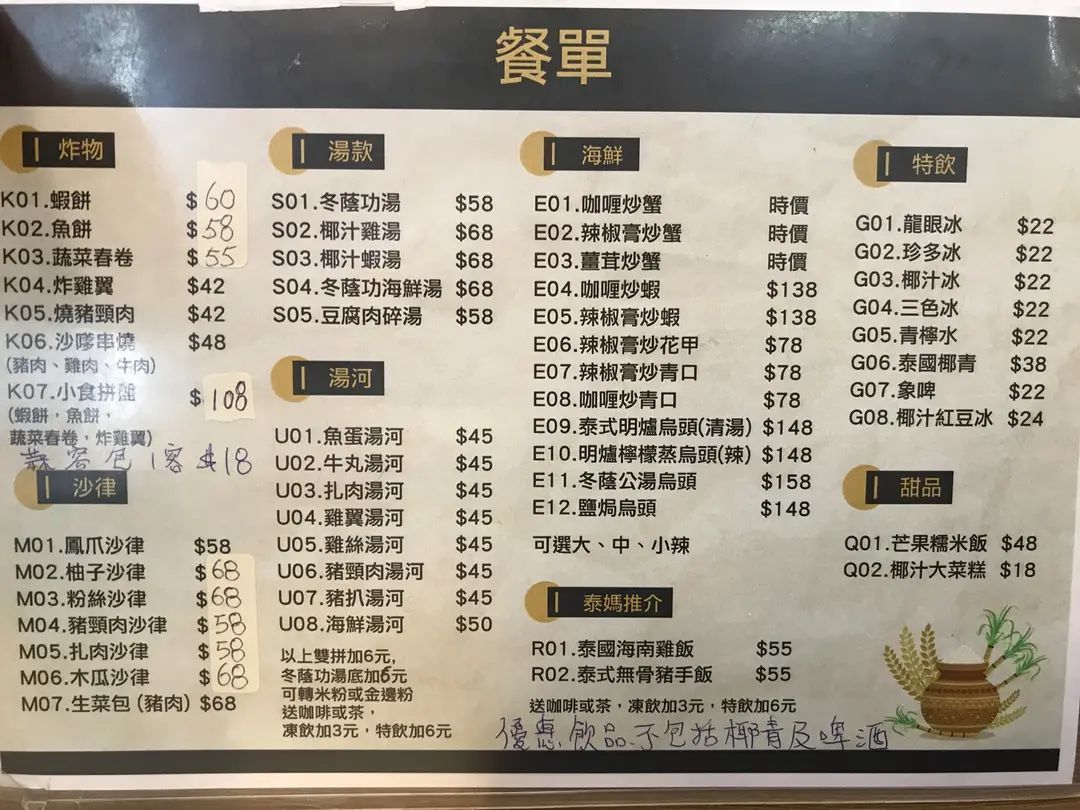 餐單
炸物
K01.蝦餅 $60
K02.魚餅 $58
K03.蔬菜春卷 $55
K04.炸雞翼 $42
K05.燒豬頸肉 $42
K06.沙嗲串燒 $48
(豬肉、雞肉、牛肉)
K07.小食拼盤 $108
(蝦餅，魚餅，
蔬菜春卷，炸雞翼)
包1客$18
沙律
M01.鳳爪沙律 $58
M02.柚子沙律 $68
M03.粉絲沙律 $68
M04.豬頸肉沙律 $58
M05.扎肉沙律 $58
M06.木瓜沙律 $68
M07.生菜包(豬肉) $68
湯款
S01.冬蔭功湯 $58
S02.椰汁雞湯 $68
S03.椰汁蝦湯 $68
S04.冬蔭功海鮮湯 $68
S05.豆腐肉碎湯 $58
湯河
U01.魚蛋湯河 $45
U02.牛丸湯河 $45
U03.扎肉湯河 $45
U04.雞翼湯河 $45
U05.雞絲湯河 $45
U06.豬頸肉湯河 $45
U07.豬扒湯河 $45
U08.海鮮湯河 $50
以上雙拼加6元，
冬蔭功湯底加6元
可轉米粉或金邊粉
送咖啡或茶，
凍飲加3元，特飲加6元
海鮮
E01.咖喱炒蟹 時價
E02.辣椒膏炒蟹 時價
E03.薑茸炒蟹 時價
E04.咖喱炒蝦 $138
E05.辣椒膏炒蝦 $138
E06.辣椒膏炒花甲 $78
E07.辣椒膏炒青口 $78
E08.咖喱炒青口 $78
E09.泰式明爐烏頭(清湯) $148
E10.明爐檸檬蒸烏頭(辣) $148
E11.冬蔭公湯烏頭 $158
E12.鹽焗烏頭 $148
可選大、中、小辣
泰媽推介
R01.泰國海南雞飯 $55
R02.泰式無骨豬手飯 $55
送咖啡或茶，凍飲加3元，特飲加6元
優惠飲品不包括椰青及啤酒
特飲
G01.龍眼冰 $22
G02.珍多冰 $22
G03.椰汁冰 $22
G04.三色冰 $22
G05.青檸水 $22
G06.泰國椰青 $38
G07.象啤 $22
G08.椰汁紅豆冰 $24
甜品
Q01.芒果糯米飯 $48
Q02.椰汁大菜糕 $18